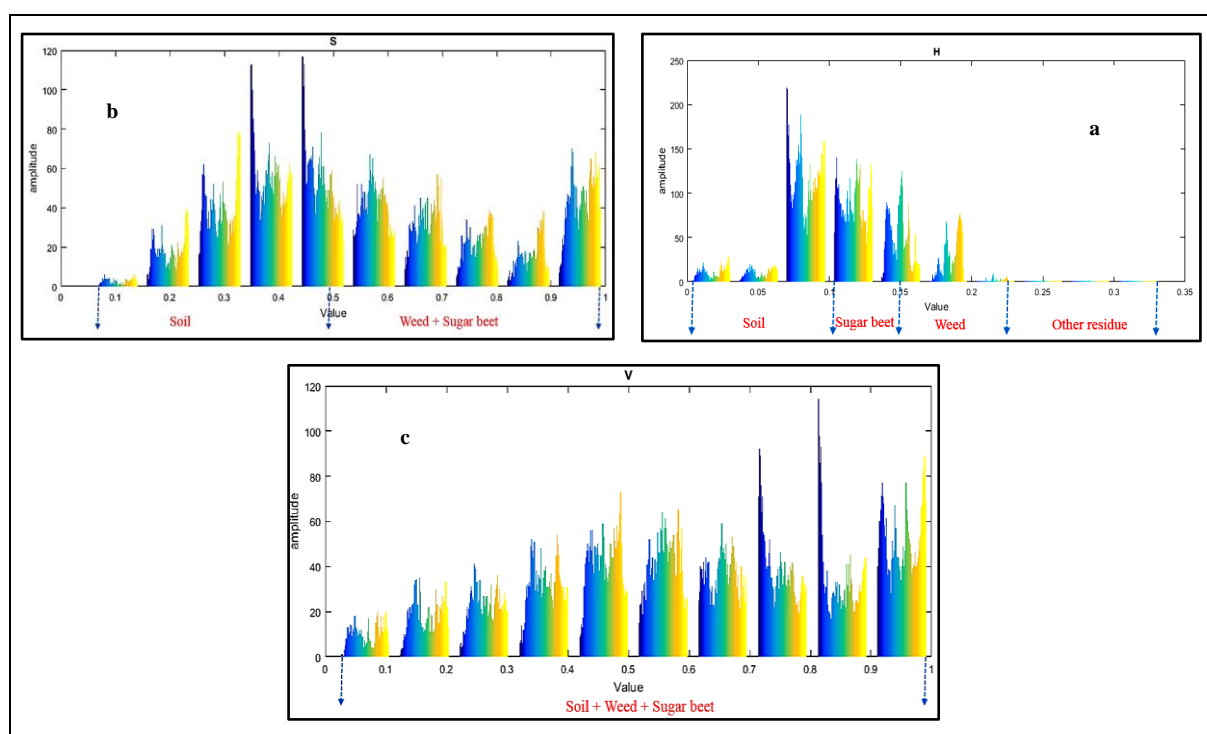 S
120
100
80
60
40
20
0
amplitude
b
0 0.1 0.2 0.3 0.4 0.5 0.6 0.7 0.8 0.9 1
Value
Soil Weed + Sugar beet
H
250
200
150
100
50
0
amplitude
a
0 0.05 0.1 0.15 0.2 0.25 0.3 0.35
Value
Soil Sugar beet Weed Other residue
V
120
100
80
60
40
20
0
amplitude
c
0 0.1 0.2 0.3 0.4 0.5 0.6 0.7 0.8 0.9 1
Value
Soil + Weed + Sugar beet